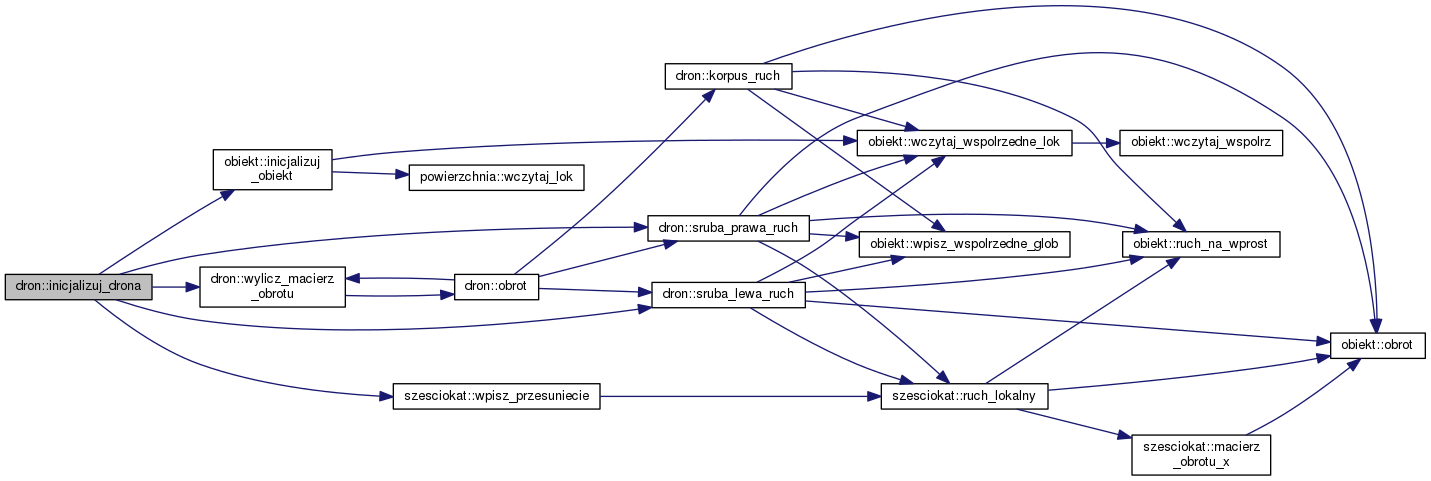 dron::korpus_ruch
obiekt::wczytaj_wspolrzedne_lok
obiekt::wczytaj_wspolrz
obiekt::inicjalizuj
_obiekt
powierzchnia::wczytaj_lok
dron::sruba_prawa_ruch
obiekt::wpisz_wspolrzedne_glob
obiekt::ruch_na_wprost
dron::inicjalizuj_drona
dron::wylicz_macierz
_obrotu
dron::obrot
dron::sruba_lewa_ruch
obiekt::obrot
szesciokat::wpisz_przesuniecie
szesciokat::ruch_lokalny
szesciokat::macierz
_obrotu_x